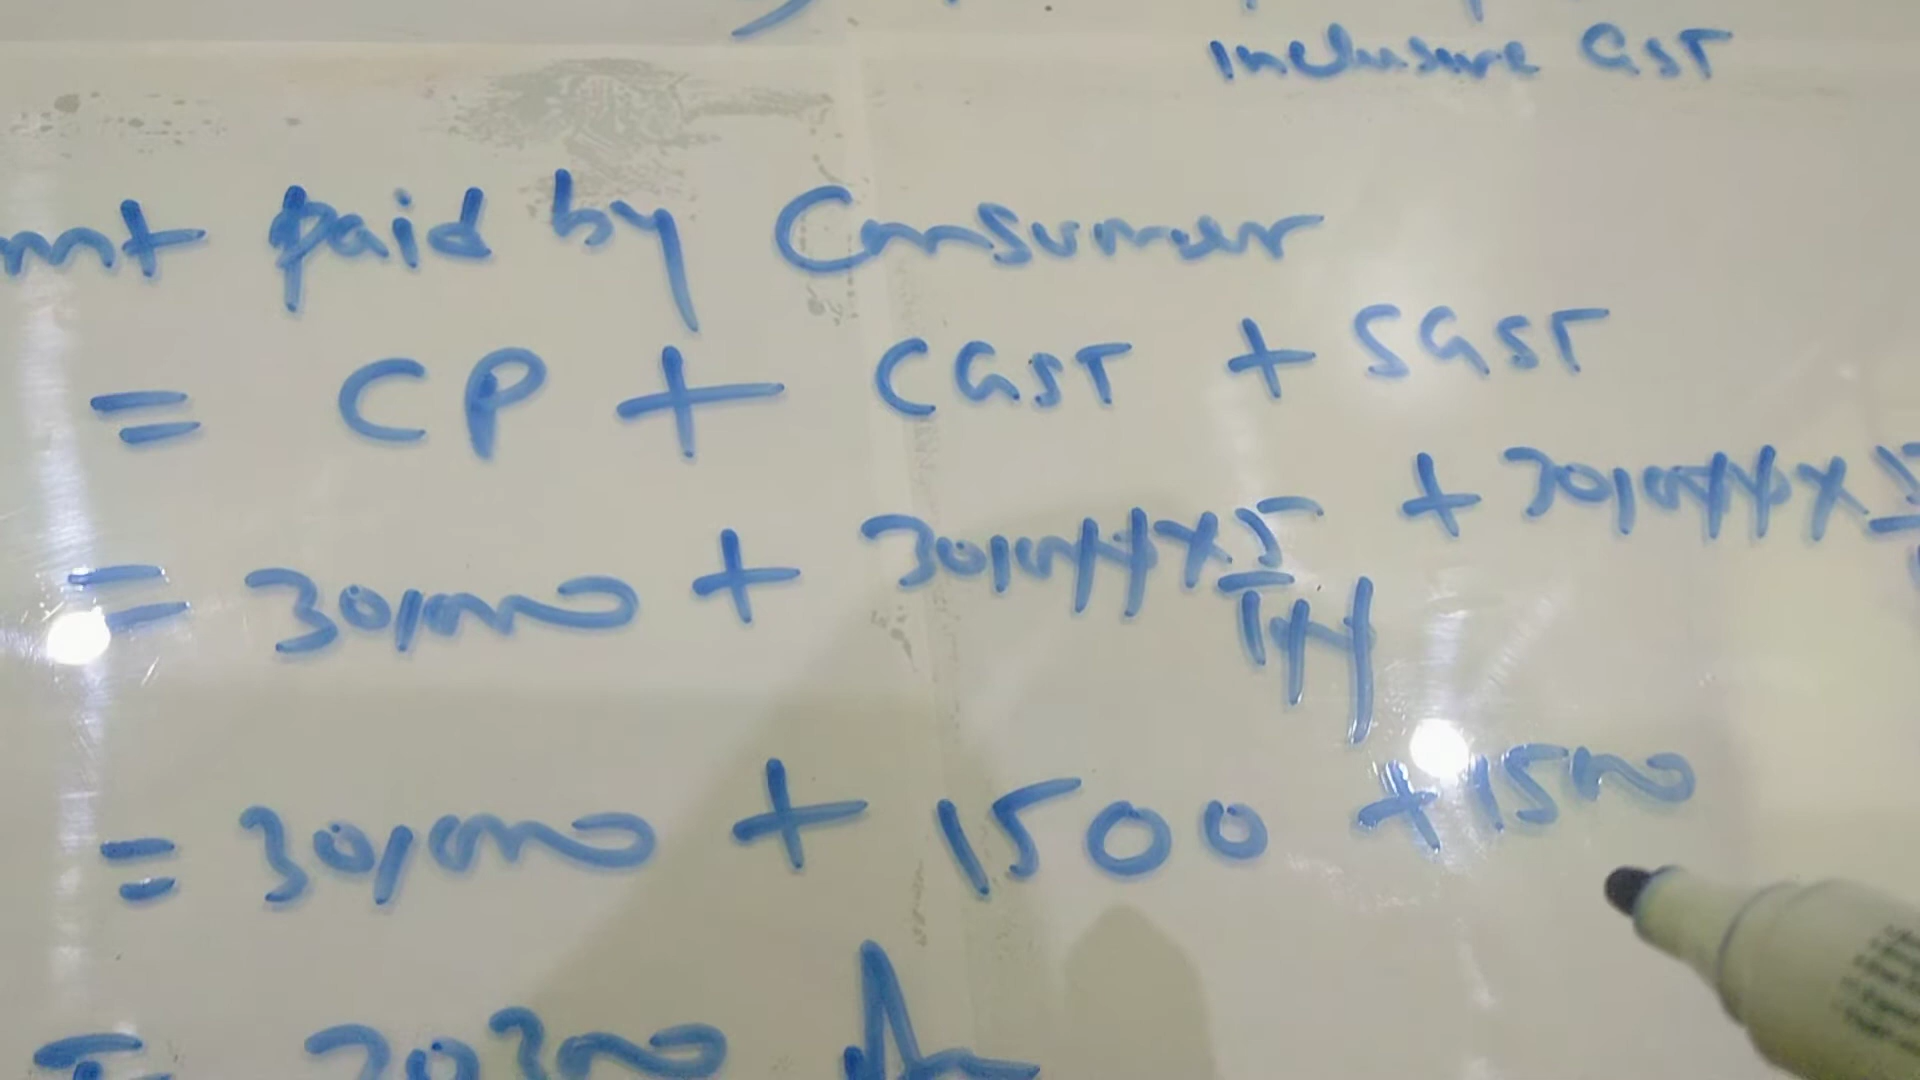 inclusive GST
paid by Consumer
= CP + CGST + SGST
= 30,000 + 30,000 x 5/100 + 30,000 x 5
= 30,000 + 1500 + 1500
= 30300